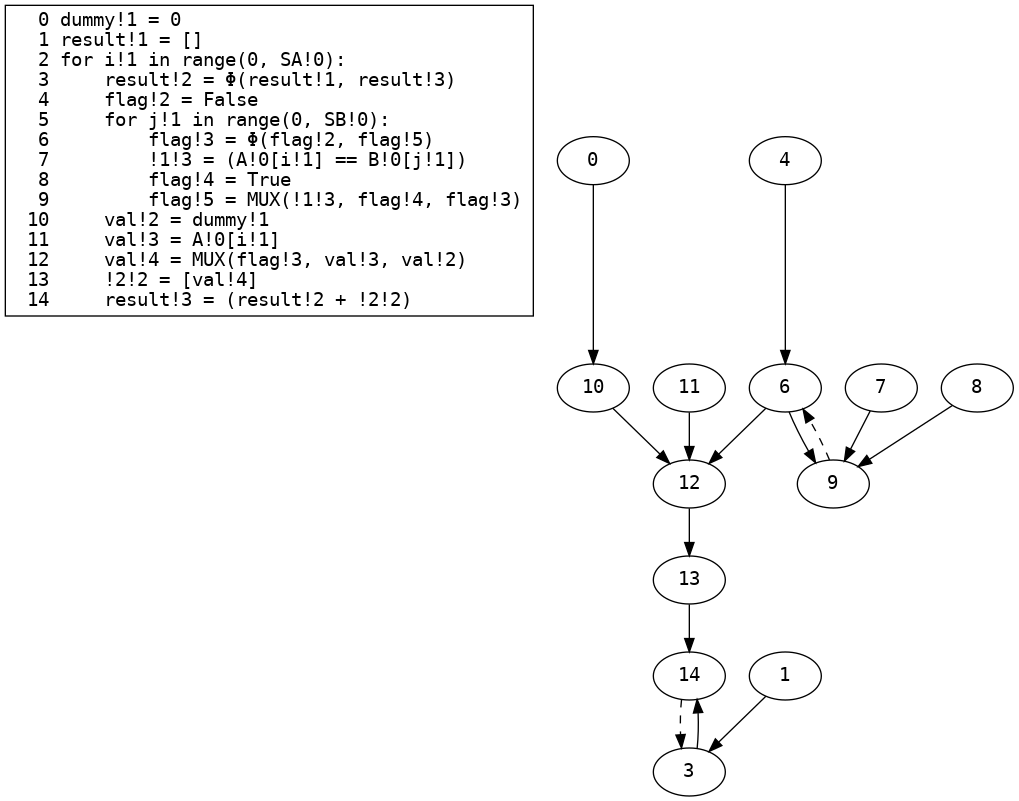 0 dummy!1 = 0
1 result!1 = []
2 for i!1 in range(0, SA!0):
3     result!2 = Φ(result!1, result!3)
4     flag!2 = False
5     for j!1 in range(0, SB!0):
6         flag!3 = Φ(flag!2, flag!5)
7         !1!3 = (A!0[i!1] == B!0[j!1])
8         flag!4 = True
9         flag!5 = MUX(!1!3, flag!4, flag!3)
10     val!2 = dummy!1
11     val!3 = A!0[i!1]
12     val!4 = MUX(flag!3, val!3, val!2)
13     !2!2 = [val!4]
14     result!3 = (result!2 + !2!2)
0
4
10
11
6
7
8
12
9
13
14
1
3